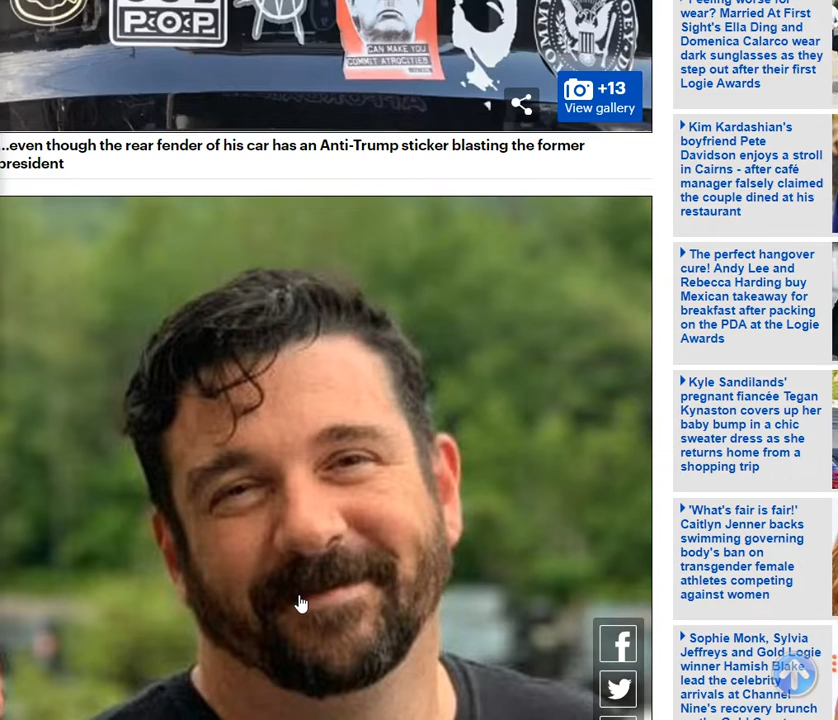 P·O·P
CAN MAKE YOU
COMMIT ATROCITIES
+13
View gallery
...even though the rear fender of his car has an Anti-Trump sticker blasting the former
president
wear? Married At First
Sight's Ella Ding and
Domenica Calarco wear
dark sunglasses as they
step out after their first
Logie Awards
Kim Kardashian's
boyfriend Pete
Davidson enjoys a stroll
in Cairns - after café
manager falsely claimed
the couple dined at his
restaurant
The perfect hangover
cure! Andy Lee and
Rebecca Harding buy
Mexican takeaway for
breakfast after packing
on the PDA at the Logie
Awards
Kyle Sandilands'
pregnant fiancée Tegan
Kynaston covers up her
baby bump in a chic
sweater dress as she
returns home from a
shopping trip
'What's fair is fair!'
Caitlyn Jenner backs
swimming governing
body's ban on
transgender female
athletes competing
against women
Sophie Monk, Sylvia
Jeffreys and Gold Logie
winner Hamish Blake
lead the celebrity
arrivals at Channel
Nine's recovery brunch